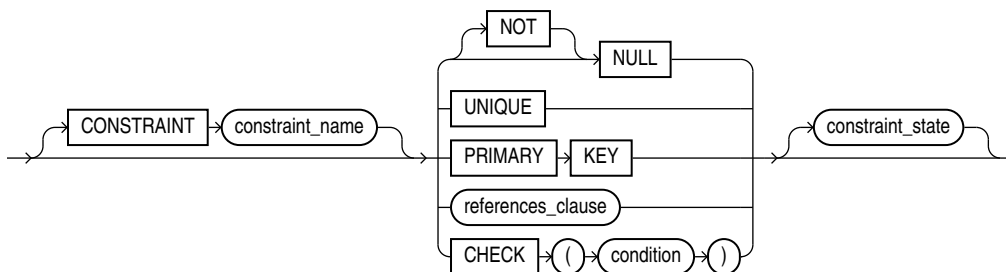 NOT
NULL
UNIQUE
CONSTRAINT constraint_name
constraint_state
PRIMARY KEY
references_clause
CHECK ( condition )